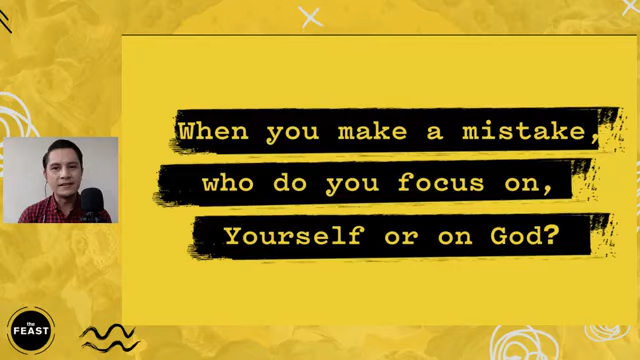 When you make a mistake,
who do you focus on,
Yourself or on God?
the
FEAST